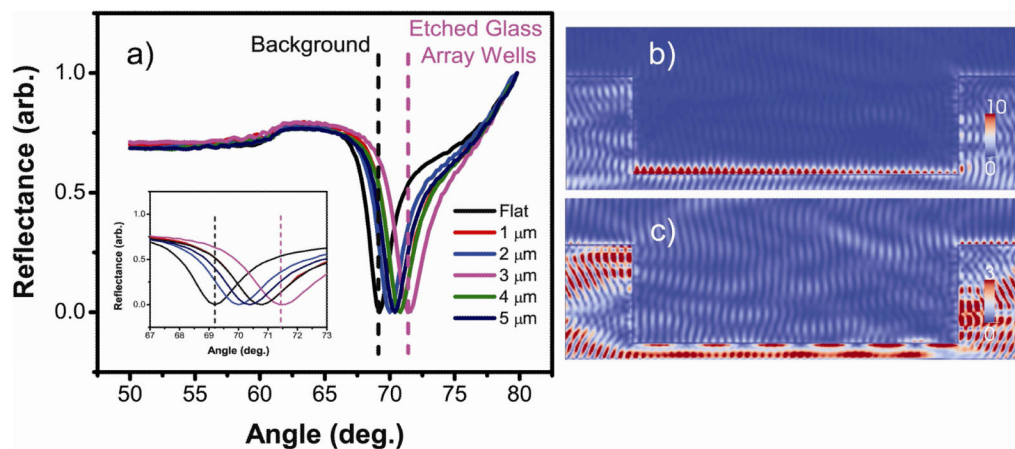 a)
Background
Etched Glass
Array Wells
Reflectance (arb.)
1.0
0.5
0.0
50
55
60
65
70
75
80
Angle (deg.)
Flat
1 μm
2 μm
3 μm
4 μm
5 μm
Reflectance (arb.)
1.0
0.5
0.0
67
68
69
70
71
72
73
Angle (deg.)
b)
10
0
c)
3
0